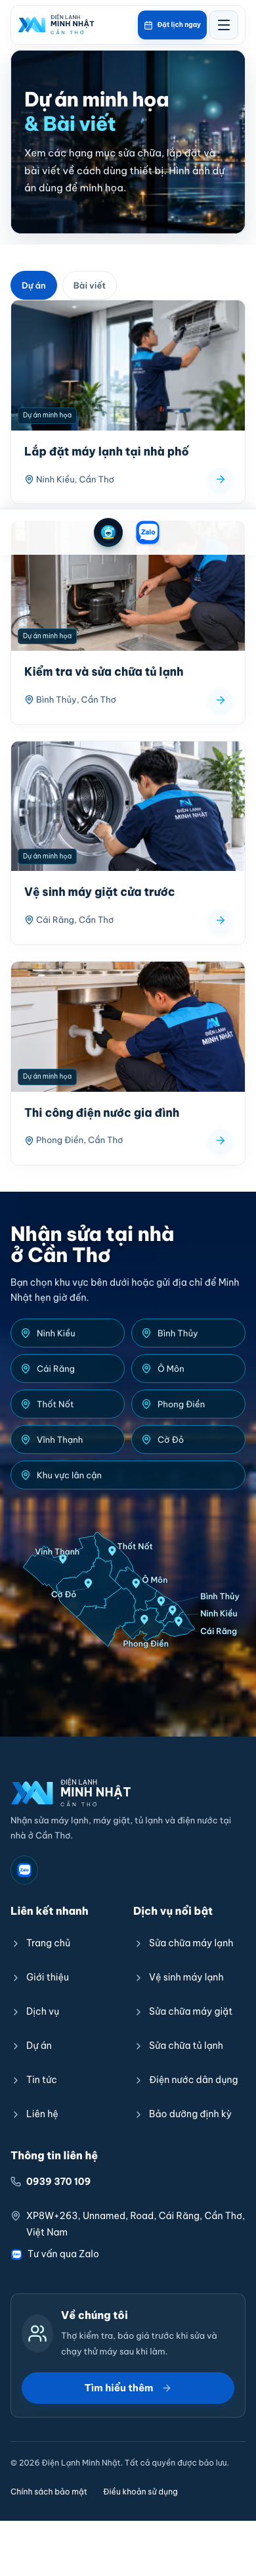 ĐIỆN LẠNH
MINH NHẬT
CẦN THƠ
Đặt lịch ngay
Dự án minh họa
& Bài viết
Xem các hạng mục sửa chữa, lắp đặt và
bài viết về cách dùng thiết bị. Hình ảnh dự
án dùng để minh họa.
Dự án
Bài viết
Dự án minh họa
Lắp đặt máy lạnh tại nhà phố
Ninh Kiều, Cần Thơ
Zalo
Dự án minh họa
Kiểm tra và sửa chữa tủ lạnh
Bình Thủy, Cần Thơ
ĐIỆN LẠNH
MINH NHẬT
Dự án minh họa
Vệ sinh máy giặt cửa trước
Cái Răng, Cần Thơ
ĐIỆN LẠNH
MINH NHẬT
Dự án minh họa
Thi công điện nước gia đình
Phong Điền, Cần Thơ
Nhận sửa tại nhà
ở Cần Thơ
Bạn chọn khu vực bên dưới hoặc gửi địa chỉ để Minh
Nhật hẹn giờ đến.
Ninh Kiều
Bình Thủy
Cái Răng
Ô Môn
Thốt Nốt
Phong Điền
Vĩnh Thạnh
Cờ Đỏ
Khu vực lân cận
Thốt Nốt
Vĩnh Thạnh
Ô Môn
Cờ Đỏ
Bình Thủy
Ninh Kiều
Cái Răng
Phong Điền
ĐIỆN LẠNH
MINH NHẬT
CẦN THƠ
Nhận sửa máy lạnh, máy giặt, tủ lạnh và điện nước tại
nhà ở Cần Thơ.
Zalo
Liên kết nhanh
Trang chủ
Giới thiệu
Dịch vụ
Dự án
Tin tức
Liên hệ
Dịch vụ nổi bật
Sửa chữa máy lạnh
Vệ sinh máy lạnh
Sửa chữa máy giặt
Sửa chữa tủ lạnh
Điện nước dân dụng
Bảo dưỡng định kỳ
Thông tin liên hệ
0939 370 109
XP8W+263, Unnamed, Road, Cái Răng, Cần Thơ,
Việt Nam
Tư vấn qua Zalo
Về chúng tôi
Thợ kiểm tra, báo giá trước khi sửa và
chạy thử máy sau khi làm.
Tìm hiểu thêm
© 2026 Điện Lạnh Minh Nhật. Tất cả quyền được bảo lưu.
Chính sách bảo mật
Điều khoản sử dụng